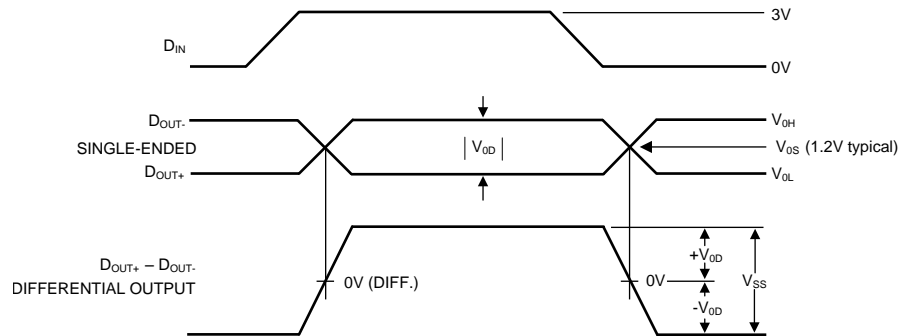 3V
D_IN
0V
D_OUT-
V_0H
SINGLE-ENDED
| V_0D |
V_0S (1.2V typical)
D_OUT+
V_0L
D_OUT+ – D_OUT-
DIFFERENTIAL OUTPUT
0V (DIFF.)
0V
+V_0D
-V_0D
V_SS